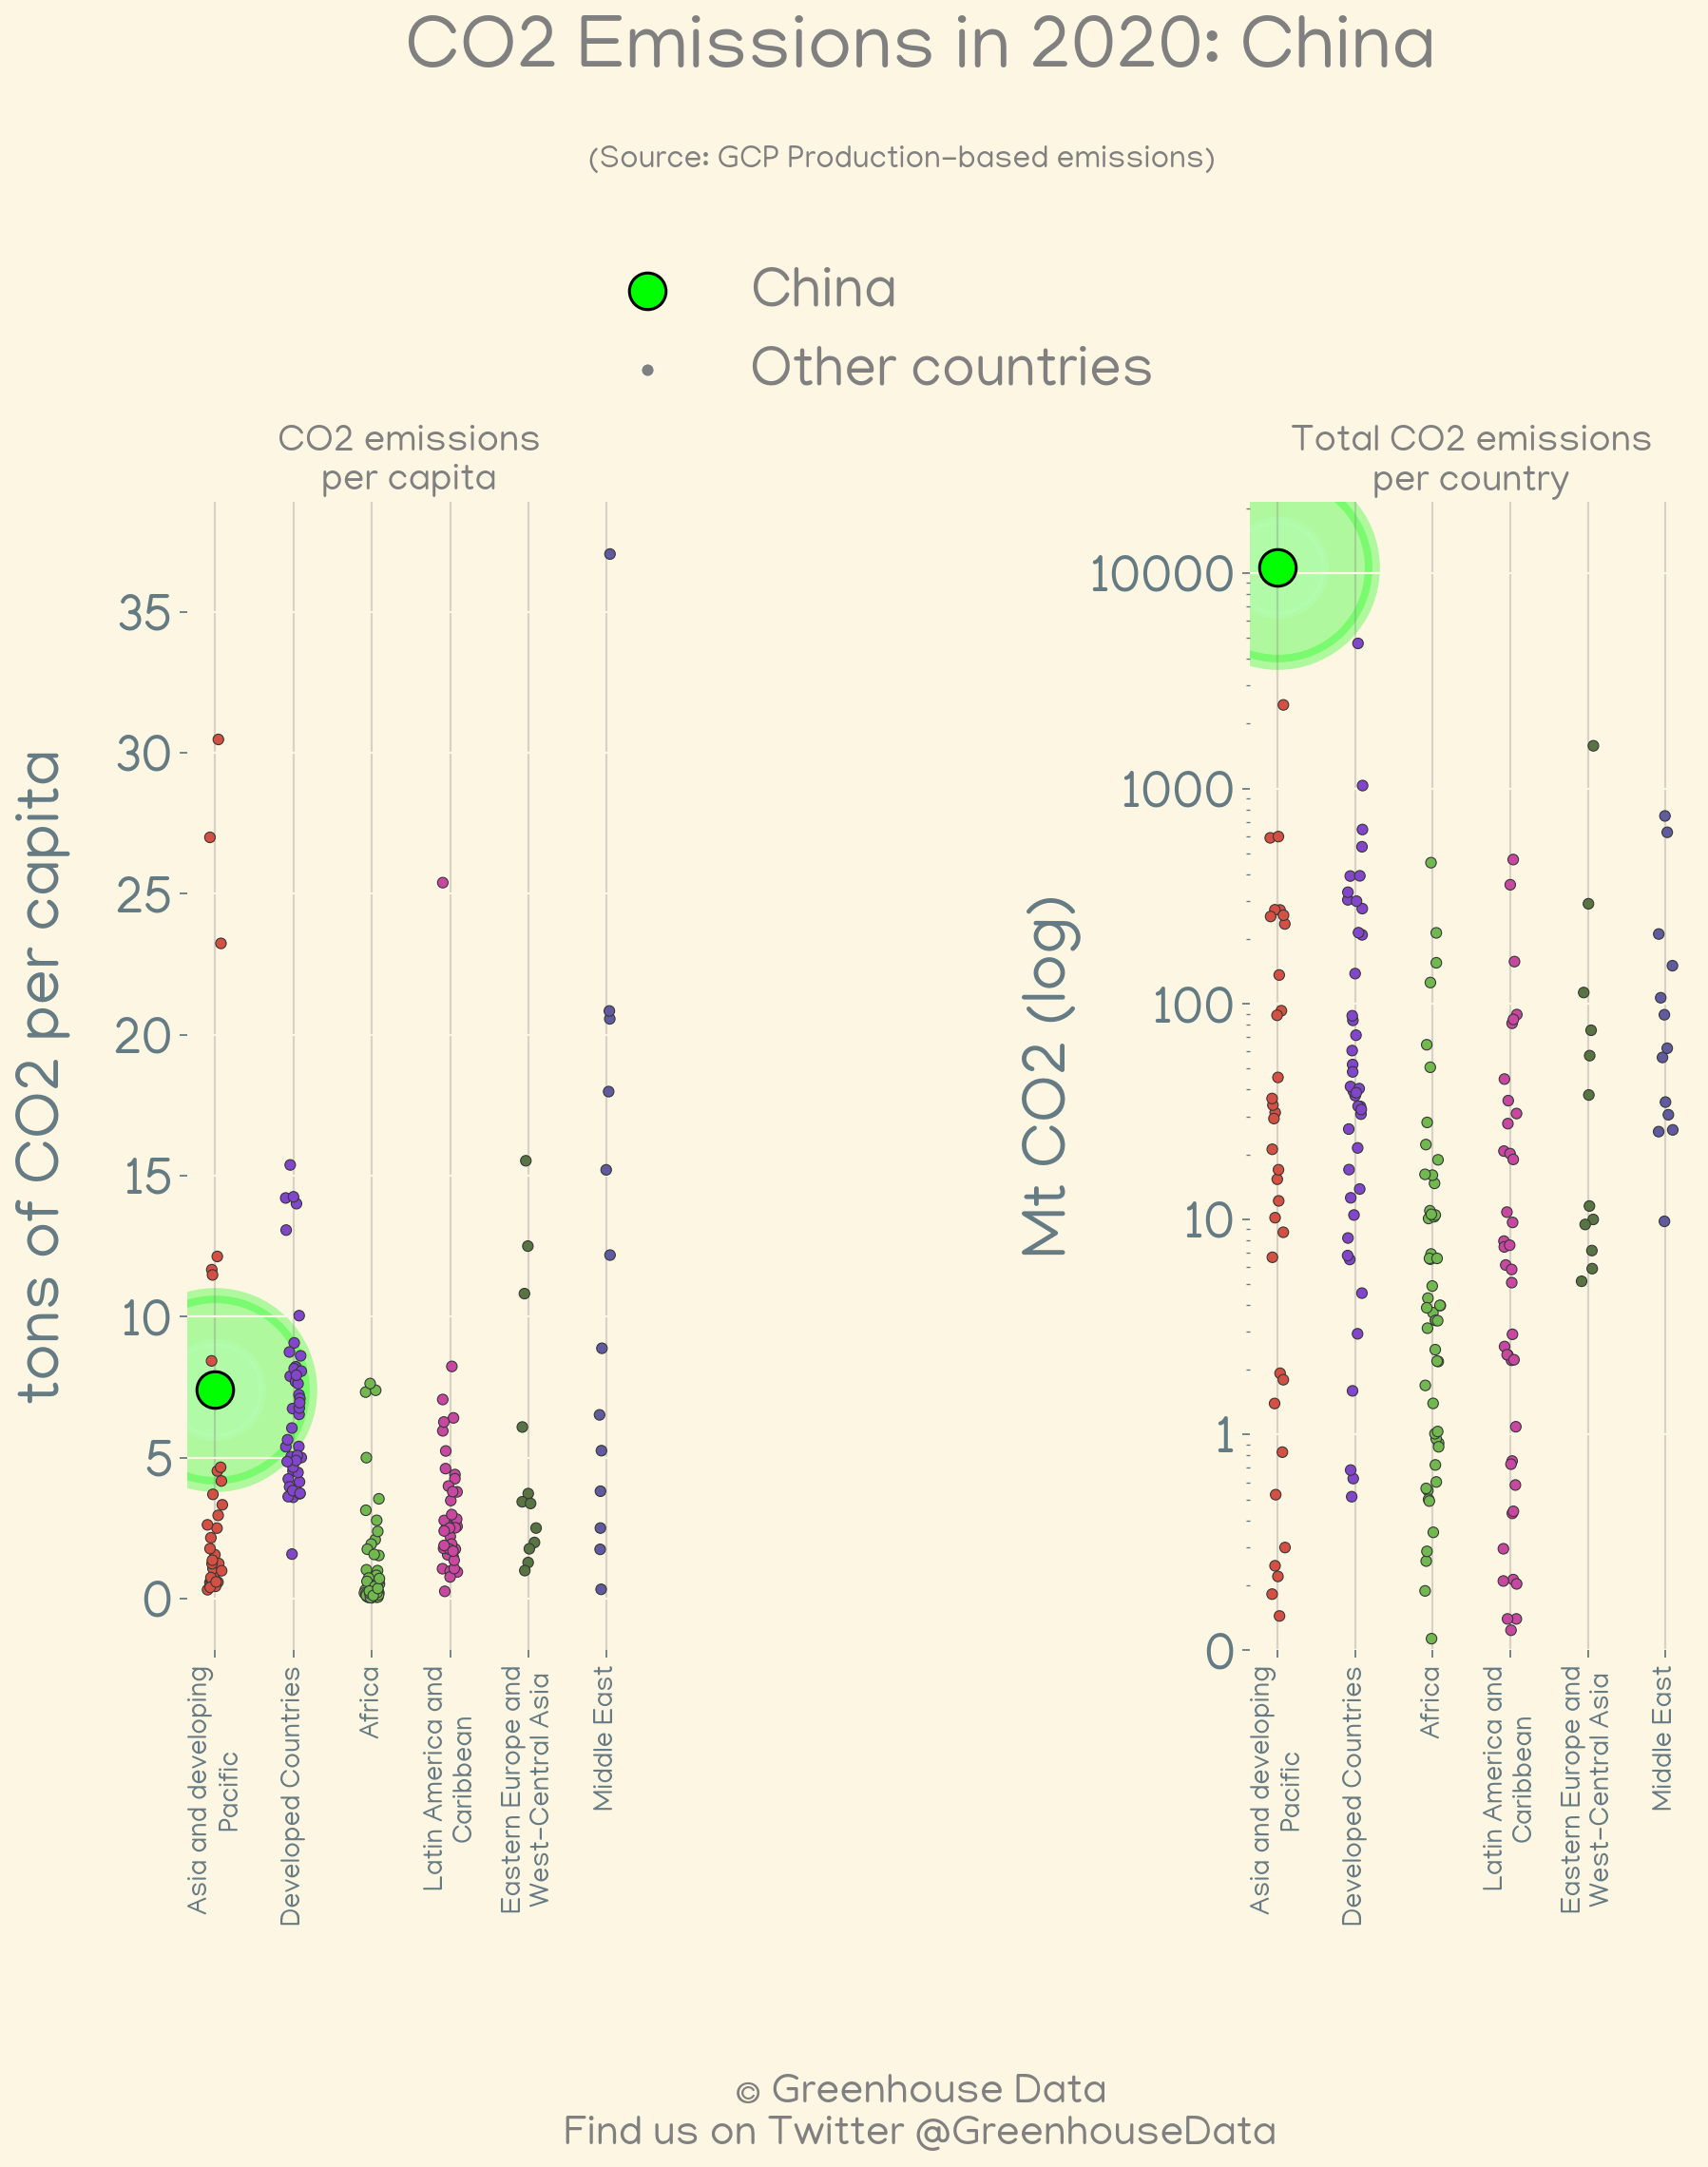 CO2 Emissions in 2020: China
(Source: GCP Production-based emissions)
China
Other countries
CO2 emissions
per capita
tons of CO2 per capita
35
30
25
20
15
10
5
0
Asia and developing
Pacific
Developed Countries
Africa
Latin America and
Caribbean
Eastern Europe and
West-Central Asia
Middle East
Total CO2 emissions
per country
Mt CO2 (log)
10000
1000
100
10
1
0
Asia and developing
Pacific
Developed Countries
Africa
Latin America and
Caribbean
Eastern Europe and
West-Central Asia
Middle East
© Greenhouse Data
Find us on Twitter @GreenhouseData